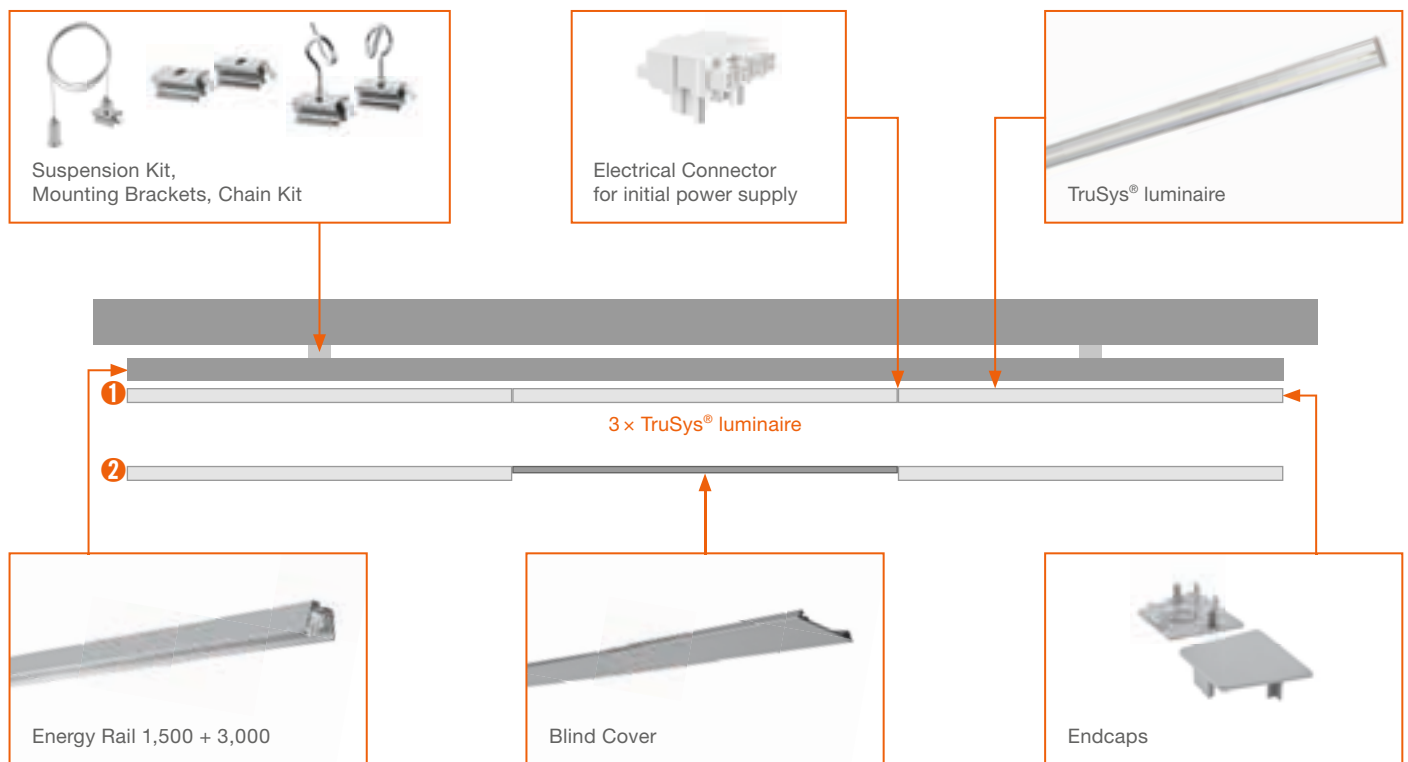 Suspension Kit,
Mounting Brackets, Chain Kit
Electrical Connector
for initial power supply
TruSys® luminaire
1
3 × TruSys® luminaire
2
Energy Rail 1,500 + 3,000
Blind Cover
Endcaps